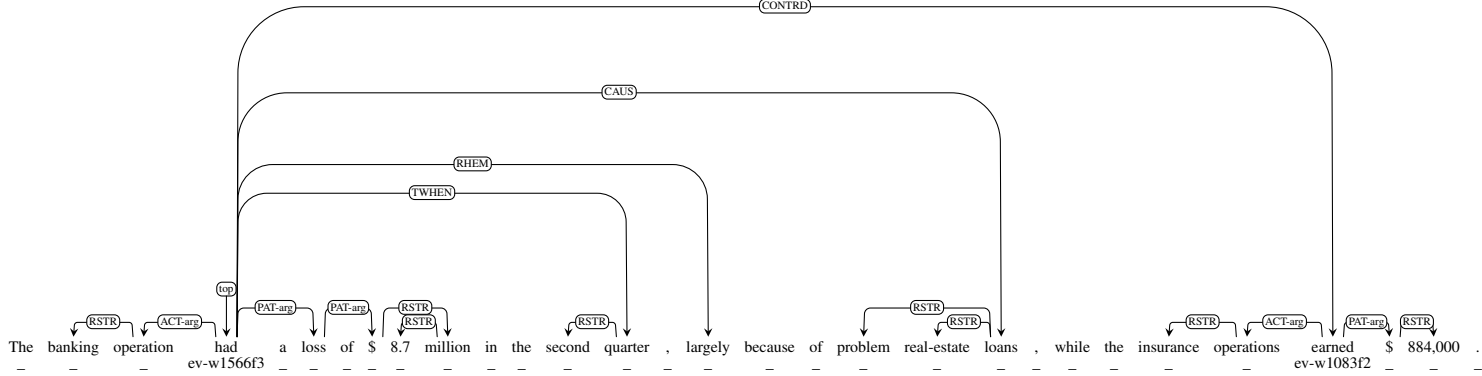 CONTRD
CAUS
RHEM
TWHEN
top
PAT-arg PAT-arg RSTR RSTR
RSTR ACT-arg RSTR RSTR RSTR RSTR ACT-arg PAT-arg RSTR
The banking operation had a loss of $ 8.7 million in the second quarter , largely because of problem real-estate loans , while the insurance operations earned $ 884,000 .
_ _ _ ev-w1566f3 _ _ _ _ _ _ _ _ _ _ _ _ _ _ _ _ _ _ _ _ _ _ ev-w1083f2 _ _ _